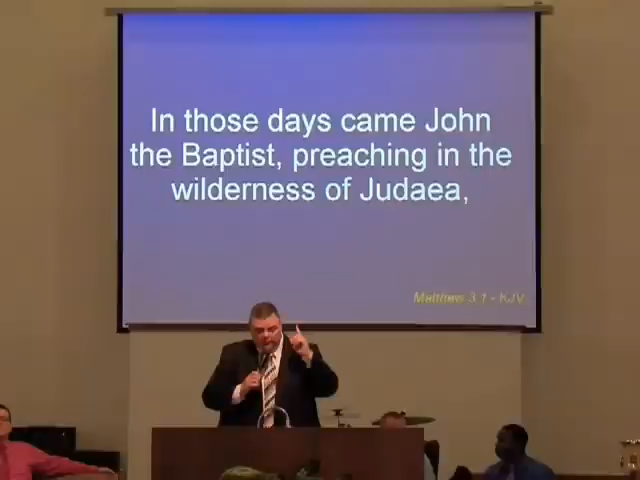 In those days came John
the Baptist, preaching in the
wilderness of Judaea,
Matthew 3:1 - KJV